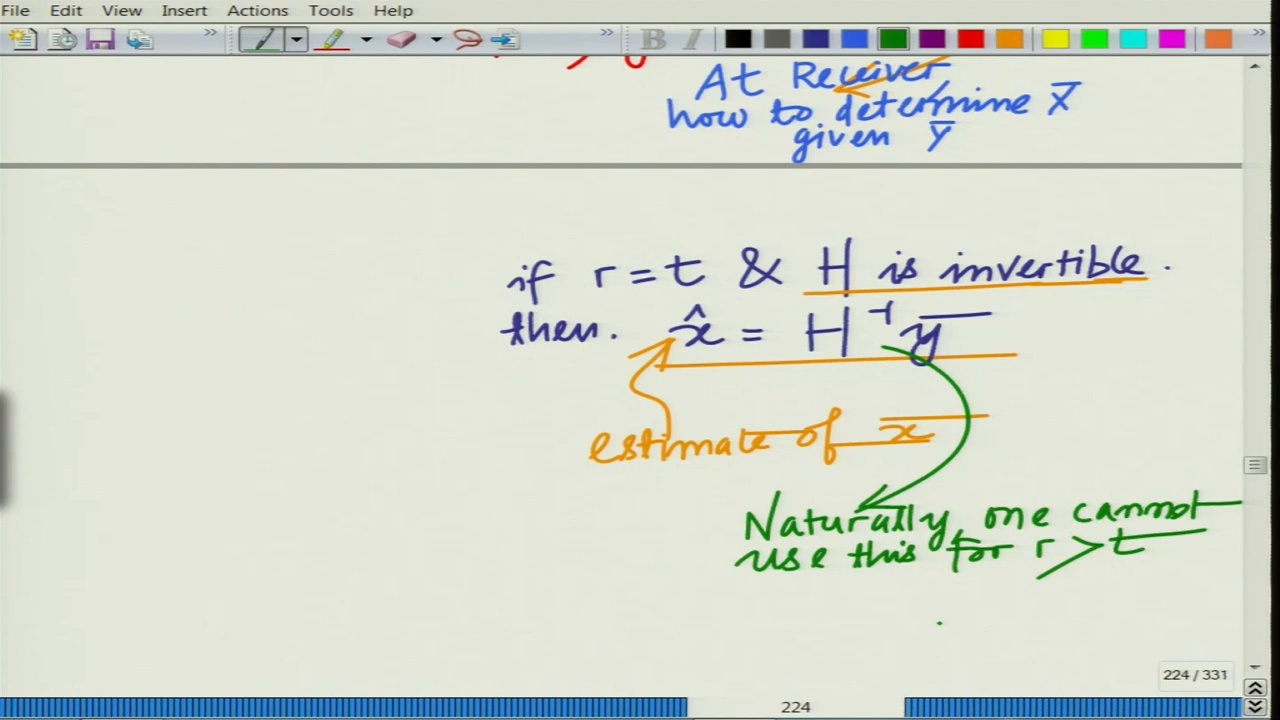 File Edit View Insert Actions Tools Help
B I
At Receiver
how to determine X̅
given y̅
if r = t & H is invertible.
then. x̂ = H⁻¹ y̅
estimate of x̅
Naturally, one cannot
use this for r > t
224 / 331
224